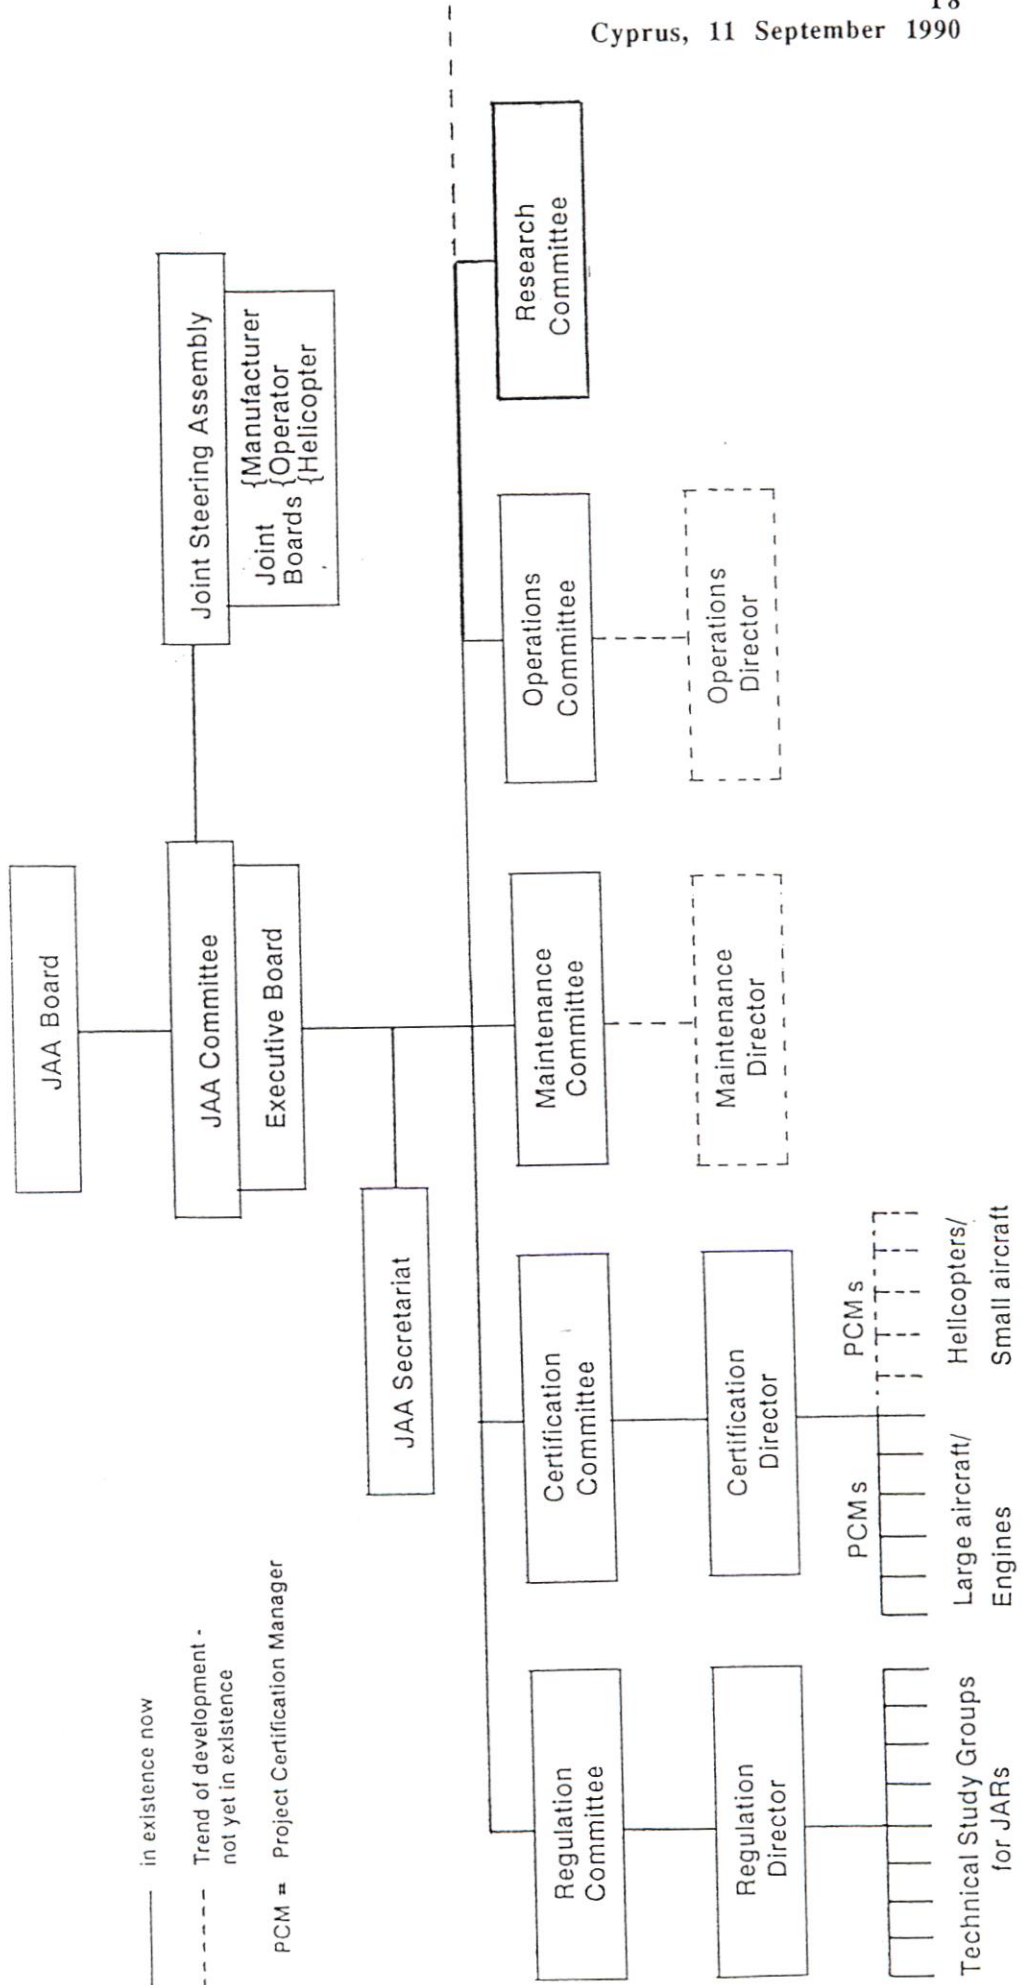 18
Cyprus, 11 September 1990
JAA Board
JAA Committee
Executive Board
Joint Steering Assembly
Joint
Boards
{Manufacturer
{Operator
{Helicopter
JAA Secretariat
in existence now
Trend of development -
not yet in existence
PCM = Project Certification Manager
Regulation
Committee
Certification
Committee
Maintenance
Committee
Operations
Committee
Research
Committee
Regulation
Director
Certification
Director
Maintenance
Director
Operations
Director
PCMs
PCMs
Technical Study Groups
for JARs
Large aircraft/
Engines
Helicopters/
Small aircraft